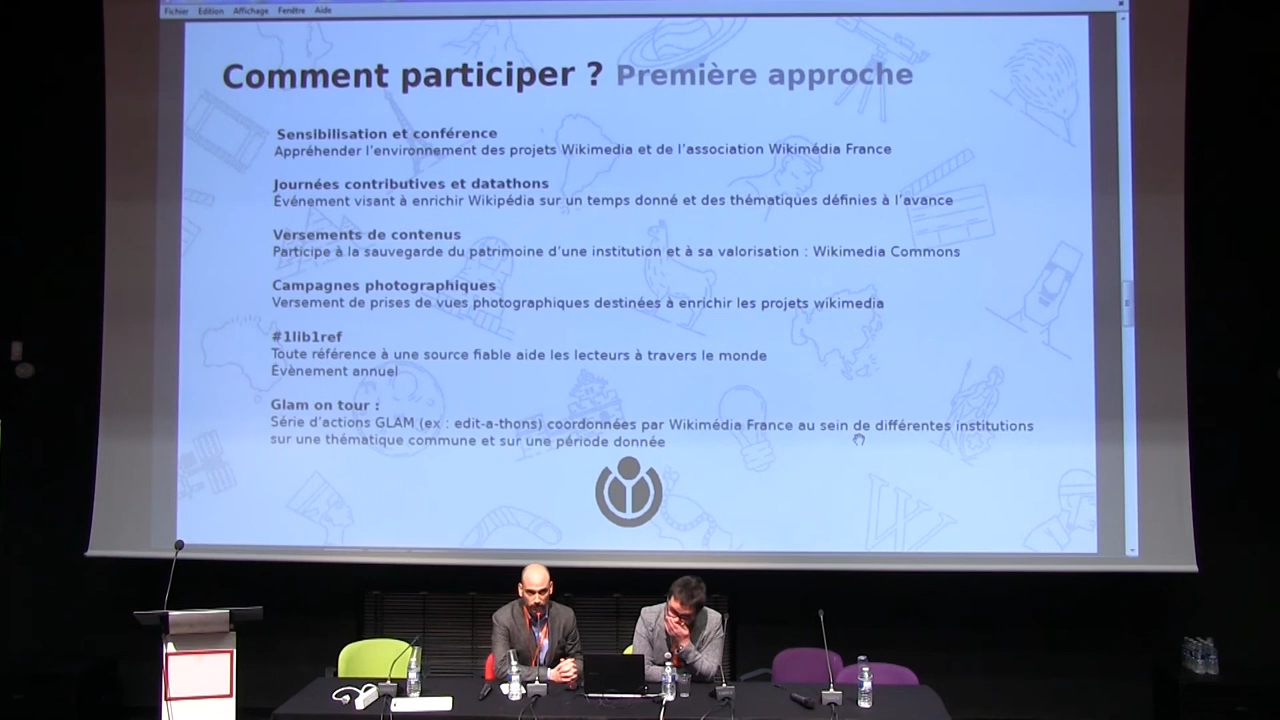 Fichier Edition Affichage Fenêtre Aide
Comment participer ? Première approche
Sensibilisation et conférence
Appréhender l'environnement des projets Wikimedia et de l'association Wikimédia France
Journées contributives et datathons
Événement visant à enrichir Wikipédia sur un temps donné et des thématiques définies à l'avance
Versements de contenus
Participe à la sauvegarde du patrimoine d'une institution et à sa valorisation : Wikimedia Commons
Campagnes photographiques
Versement de prises de vues photographiques destinées à enrichir les projets wikimedia
#1lib1ref
Toute référence à une source fiable aide les lecteurs à travers le monde
Évènement annuel
Glam on tour :
Série d'actions GLAM (ex : edit-a-thons) coordonnées par Wikimédia France au sein de différentes institutions
sur une thématique commune et sur une période donnée